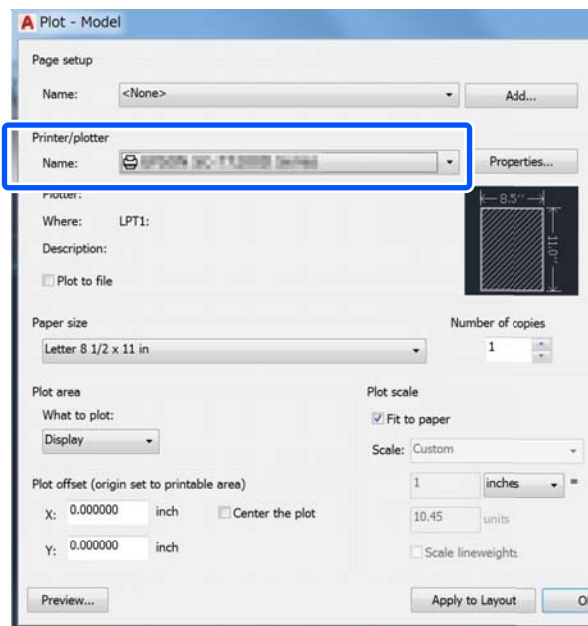 A Plot - Model
Page setup
Name: <None> Add...
Printer/plotter
Name: Properties...
Plotter:
Where: LPT1:
Description:
Plot to file
8.5''
11.0''
Paper size
Letter 8 1/2 x 11 in
Number of copies
1
Plot area
What to plot:
Display
Plot scale
Fit to paper
Scale: Custom
1 inches =
10.45 units
Scale lineweights
Plot offset (origin set to printable area)
X: 0.000000 inch Center the plot
Y: 0.000000 inch
Preview... Apply to Layout